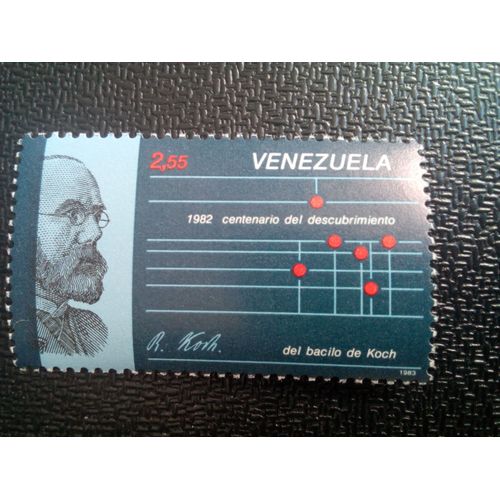 2,55 VENEZUELA
1982 centenario del descubrimiento
R. Koch.
del bacilo de Koch
1983